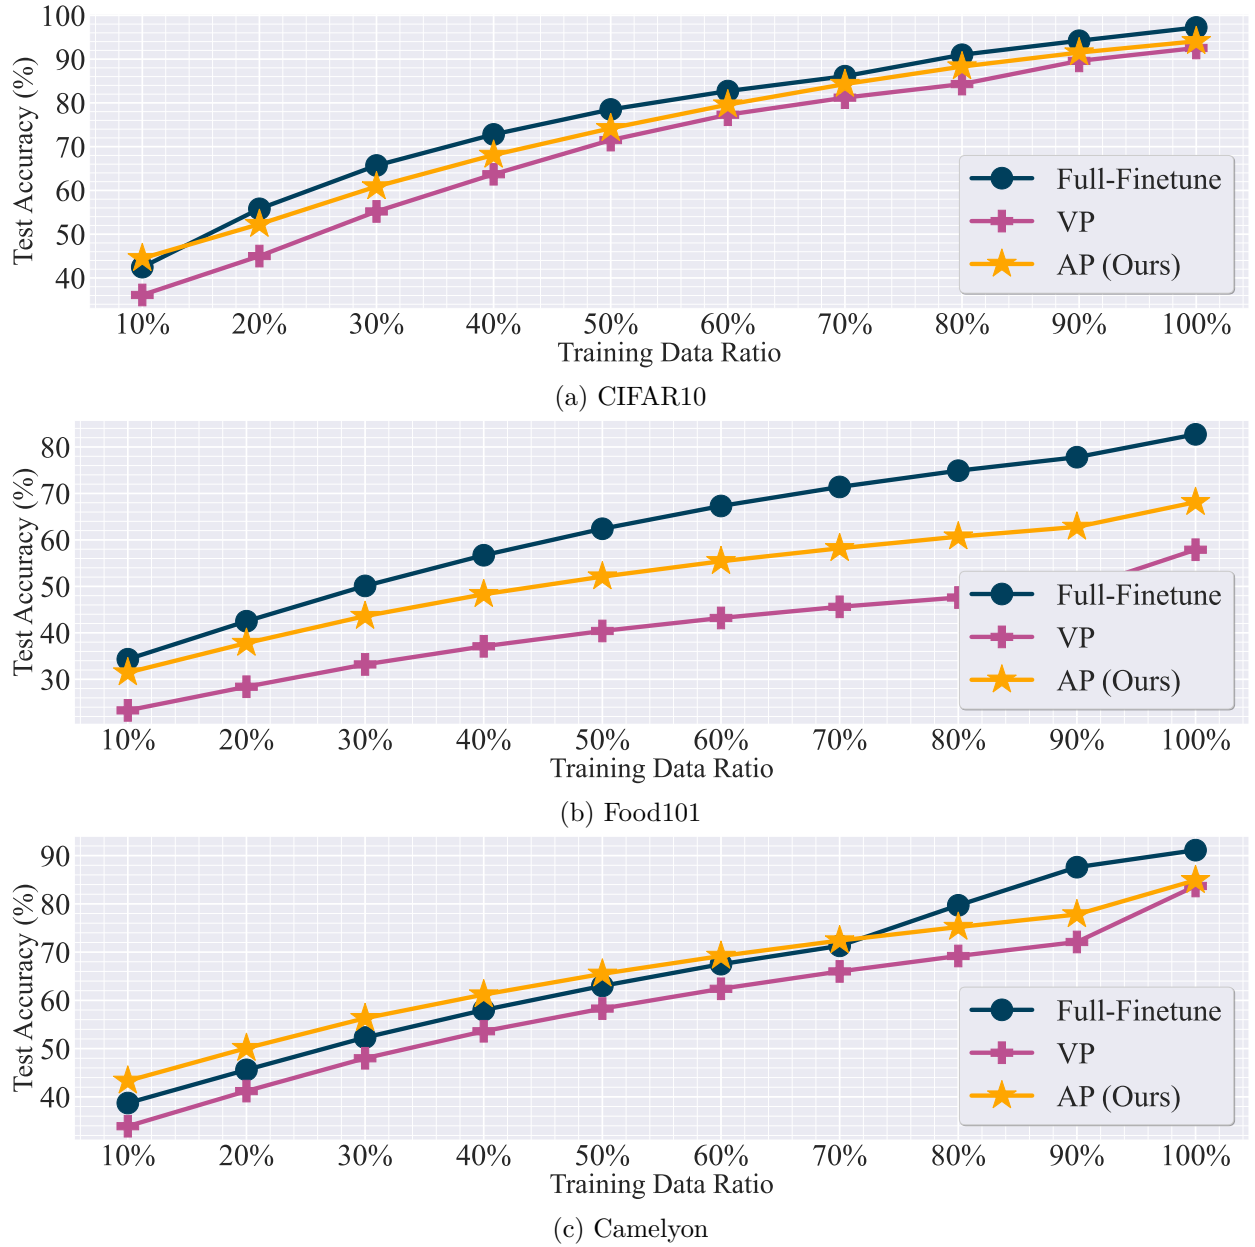 100
90
80
70
60
50
40
Test Accuracy (%)
Full-Finetune
VP
AP (Ours)
10% 20% 30% 40% 50% 60% 70% 80% 90% 100%
Training Data Ratio
(a) CIFAR10
80
70
60
50
40
30
Test Accuracy (%)
Full-Finetune
VP
AP (Ours)
10% 20% 30% 40% 50% 60% 70% 80% 90% 100%
Training Data Ratio
(b) Food101
90
80
70
60
50
40
Test Accuracy (%)
Full-Finetune
VP
AP (Ours)
10% 20% 30% 40% 50% 60% 70% 80% 90% 100%
Training Data Ratio
(c) Camelyon